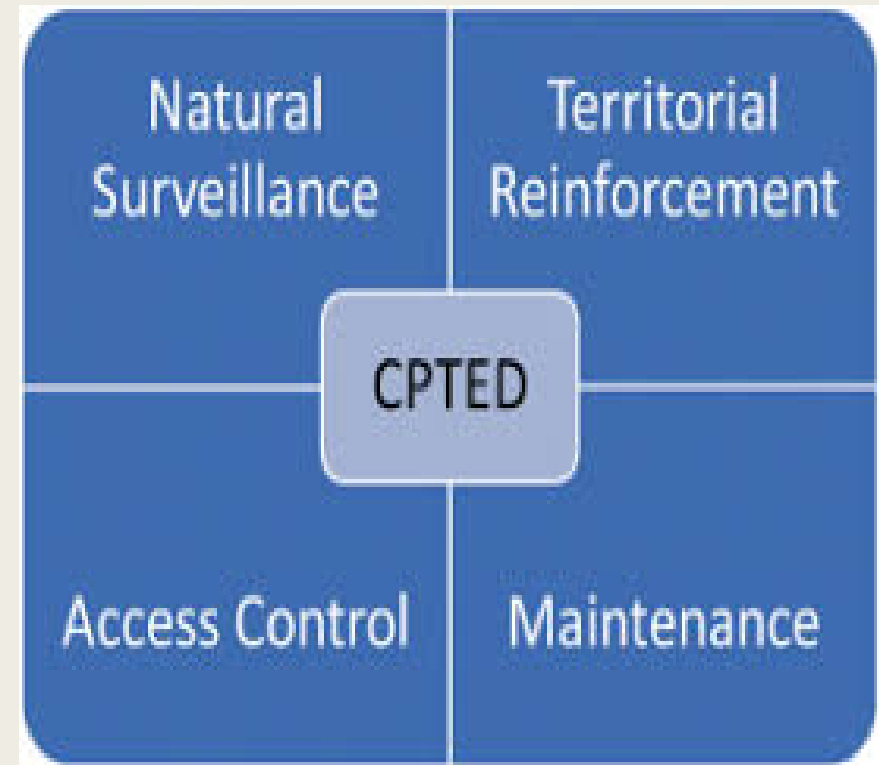 Natural
Surveillance
Territorial
Reinforcement
CPTED
Access Control
Maintenance